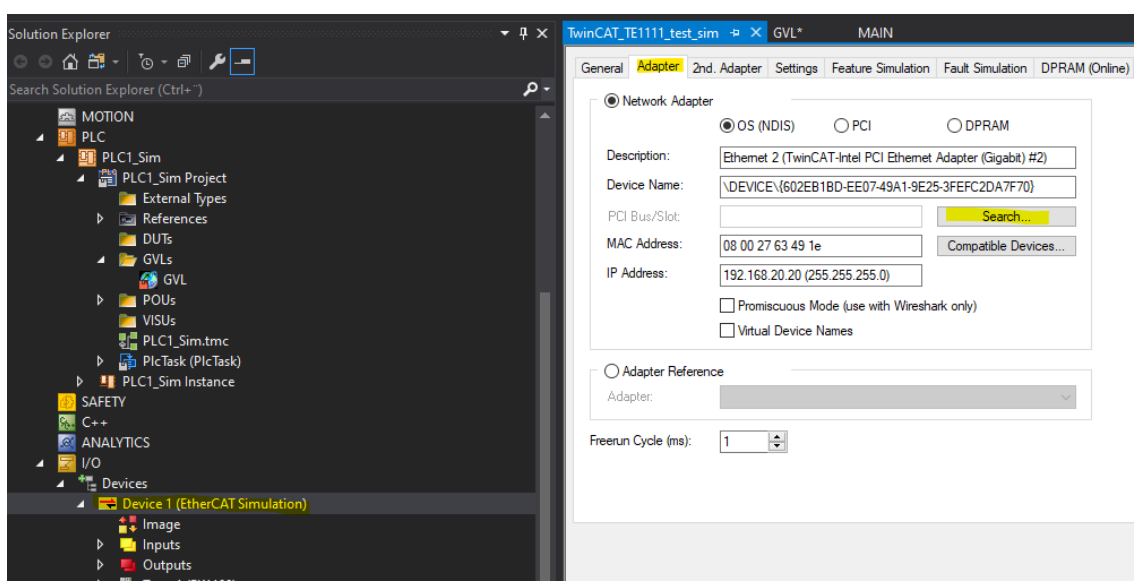 Solution Explorer
Search Solution Explorer (Ctrl+¨)
MOTION
PLC
PLC1_Sim
PLC1_Sim Project
External Types
References
DUTs
GVLs
GVL
POUs
VISUs
PLC1_Sim.tmc
PlcTask (PlcTask)
PLC1_Sim Instance
SAFETY
C++
ANALYTICS
I/O
Devices
Device 1 (EtherCAT Simulation)
Image
Inputs
Outputs
TwinCAT_TE1111_test_sim GVL* MAIN
General Adapter 2nd. Adapter Settings Feature Simulation Fault Simulation DPRAM (Online)
Network Adapter
OS (NDIS) PCI DPRAM
Description: Ethernet 2 (TwinCAT-Intel PCI Ethernet Adapter (Gigabit) #2)
Device Name: \DEVICE\{602EB1BD-EE07-49A1-9E25-3FEFC2DA7F70}
PCI Bus/Slot: Search...
MAC Address: 08 00 27 63 49 1e Compatible Devices...
IP Address: 192.168.20.20 (255.255.255.0)
Promiscuous Mode (use with Wireshark only)
Virtual Device Names
Adapter Reference
Adapter:
Freerun Cycle (ms): 1